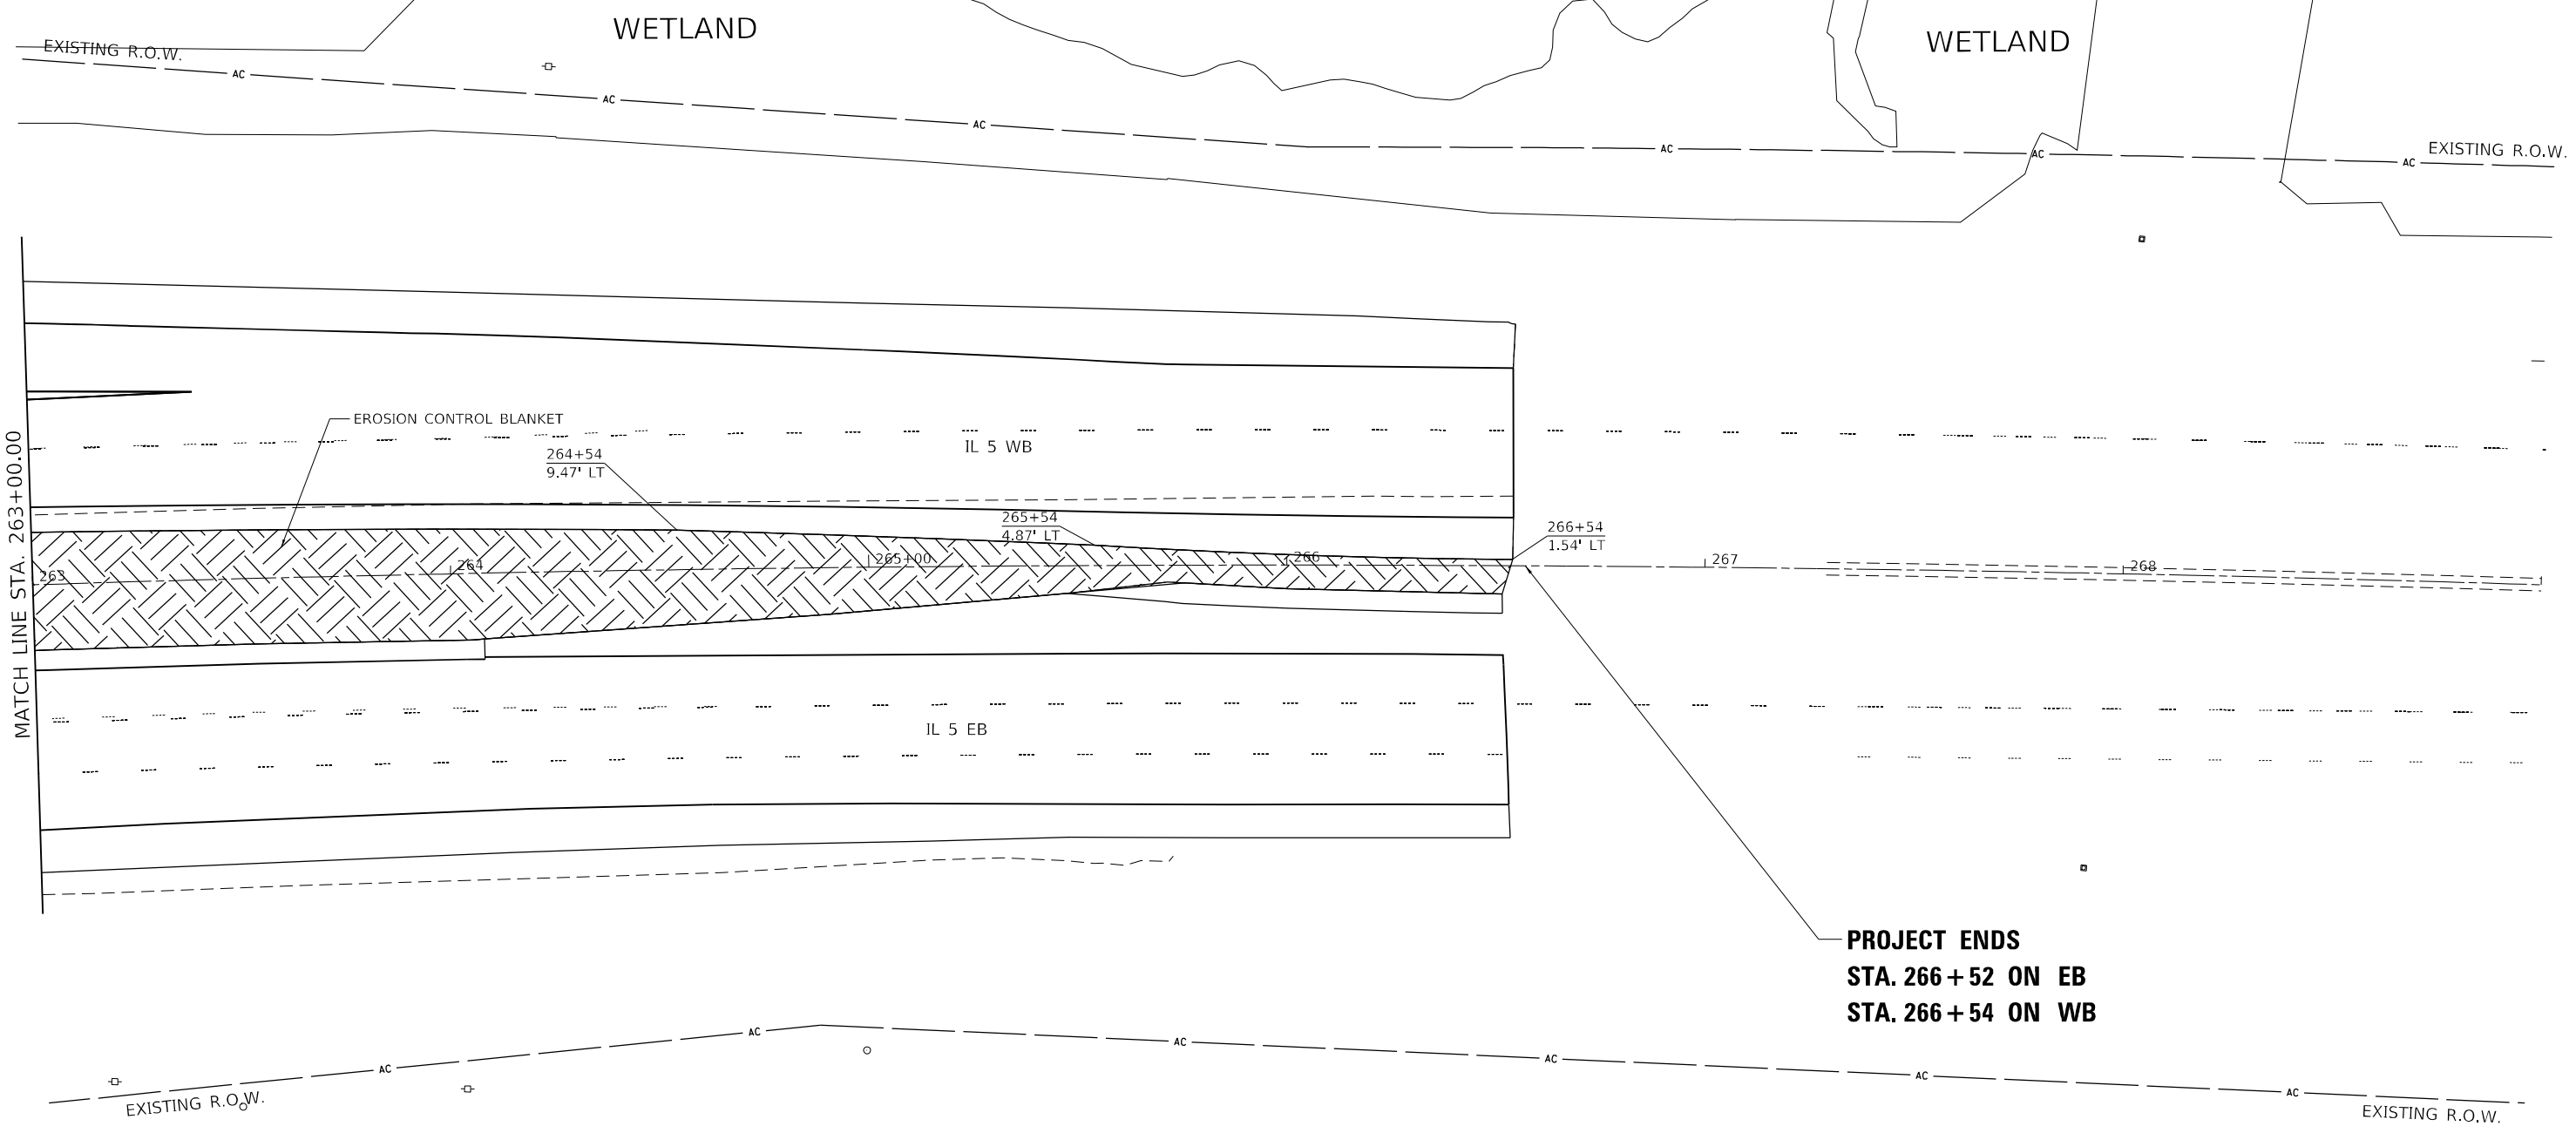 WETLAND
WETLAND
EXISTING R.O.W.
AC
AC
AC
AC
AC
AC
EXISTING R.O.W.
MATCH LINE STA. 263+00.00
EROSION CONTROL BLANKET
IL 5 WB
264+54
9.47' LT
265+54
4.87' LT
266+54
1.54' LT
263
264
265+00
266
267
268
IL 5 EB
PROJECT ENDS
STA. 266+52 ON EB
STA. 266+54 ON WB
AC
AC
AC
AC
AC
AC
EXISTING R.O.W.
EXISTING R.O.W.